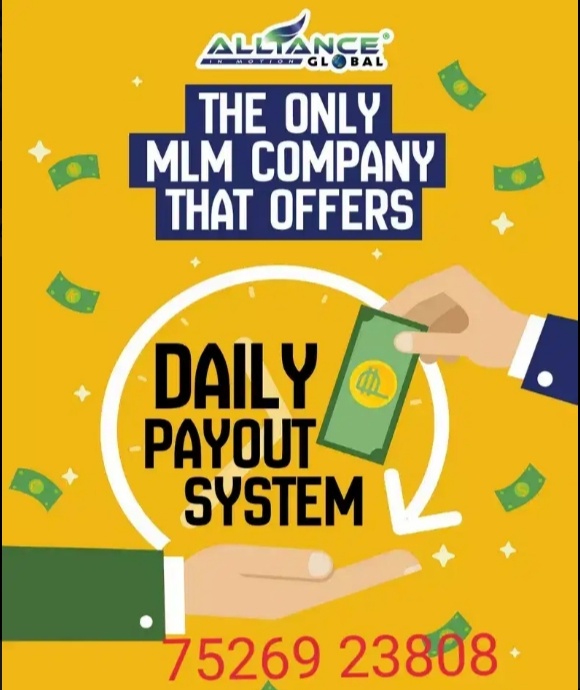 ALLIANCE®
IN MOTION GLOBAL
THE ONLY
MLM COMPANY
THAT OFFERS
DAILY
PAYOUT
SYSTEM
75269 23808